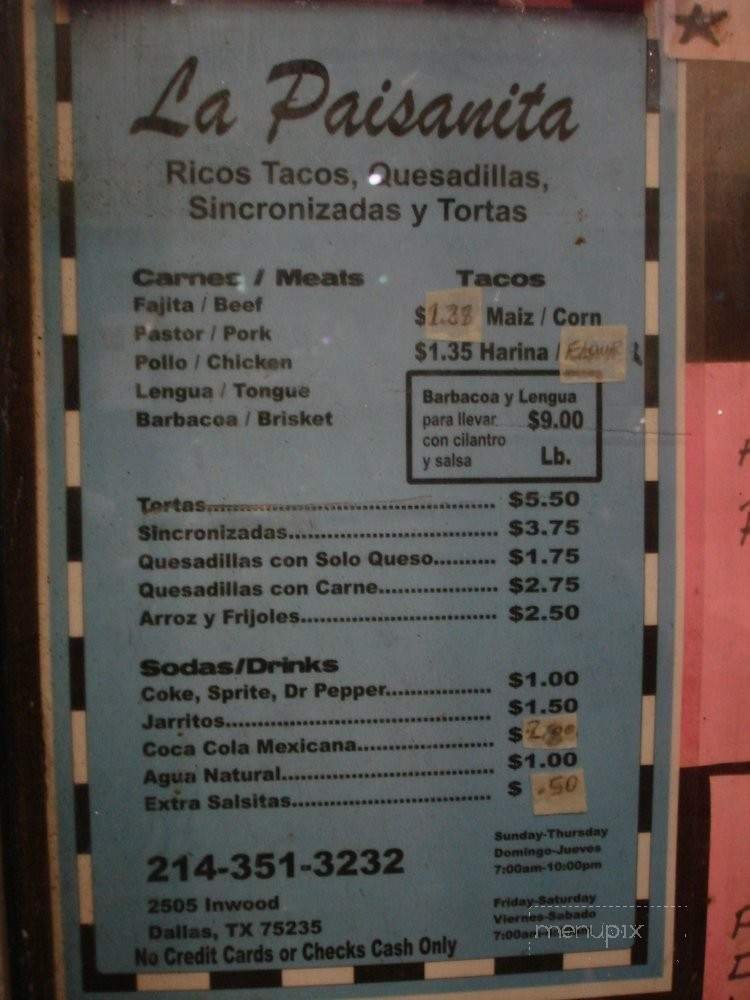 La Paisanita
Ricos Tacos, Quesadillas,
Sincronizadas y Tortas
Carnes / Meats
Fajita / Beef
Pastor / Pork
Pollo / Chicken
Lengua / Tongue
Barbacoa / Brisket
Tacos
$ Maiz / Corn
$1.35 Harina / FLOUR
Barbacoa y Lengua
para llevar $9.00
con cilantro
y salsa Lb.
Tortas................................ $5.50
Sincronizadas................................ $3.75
Quesadillas con Solo Queso.......... $1.75
Quesadillas con Carne.................. $2.75
Arroz y Frijoles................................ $2.50
Sodas/Drinks
Coke, Sprite, Dr Pepper................ $1.00
Jarritos................................ $1.50
Coca Cola Mexicana...................... $
Agua Natural................................ $1.00
Extra Salsitas................................ $ .50
214-351-3232
2505 Inwood
Dallas, TX 75235
No Credit Cards or Checks Cash Only
Sunday-Thursday
Domingo-Jueves
7:00am-10:00pm
Friday-Saturday
Viernes-Sabado
menupix